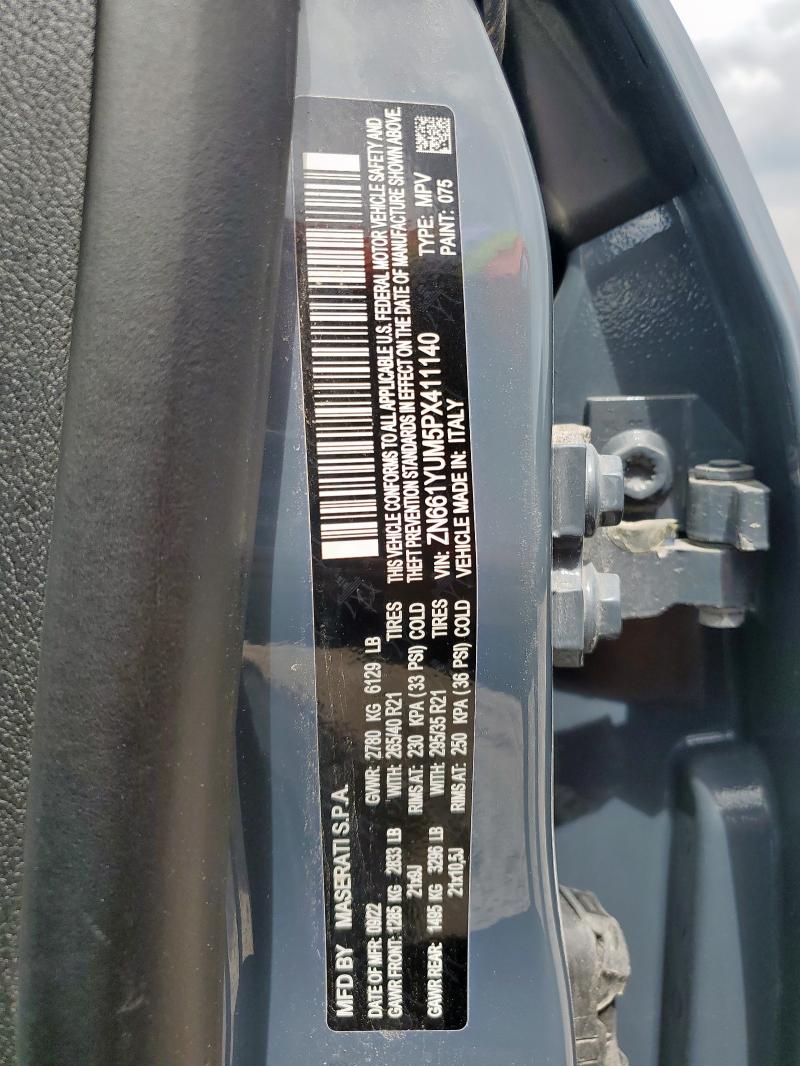 MFD BY MASERATI S.P.A.
DATE OF MFR: 09/22 GVWR: 2780 KG 6129 LB
GAWR FRONT: 1285 KG 2833 LB WITH: 265/40 R21 TIRES
21x9J RIMS AT: 230 KPA (33 PSI) COLD
GAWR REAR: 1495 KG 3296 LB WITH: 295/35 R21 TIRES
21x10,5J RIMS AT: 250 KPA (36 PSI) COLD
THIS VEHICLE CONFORMS TO ALL APPLICABLE U.S. FEDERAL MOTOR VEHICLE SAFETY AND
THEFT PREVENTION STANDARDS IN EFFECT ON THE DATE OF MANUFACTURE SHOWN ABOVE.
VIN: ZN661YUM5PX411140 TYPE: MPV
VEHICLE MADE IN: ITALY PAINT: 075